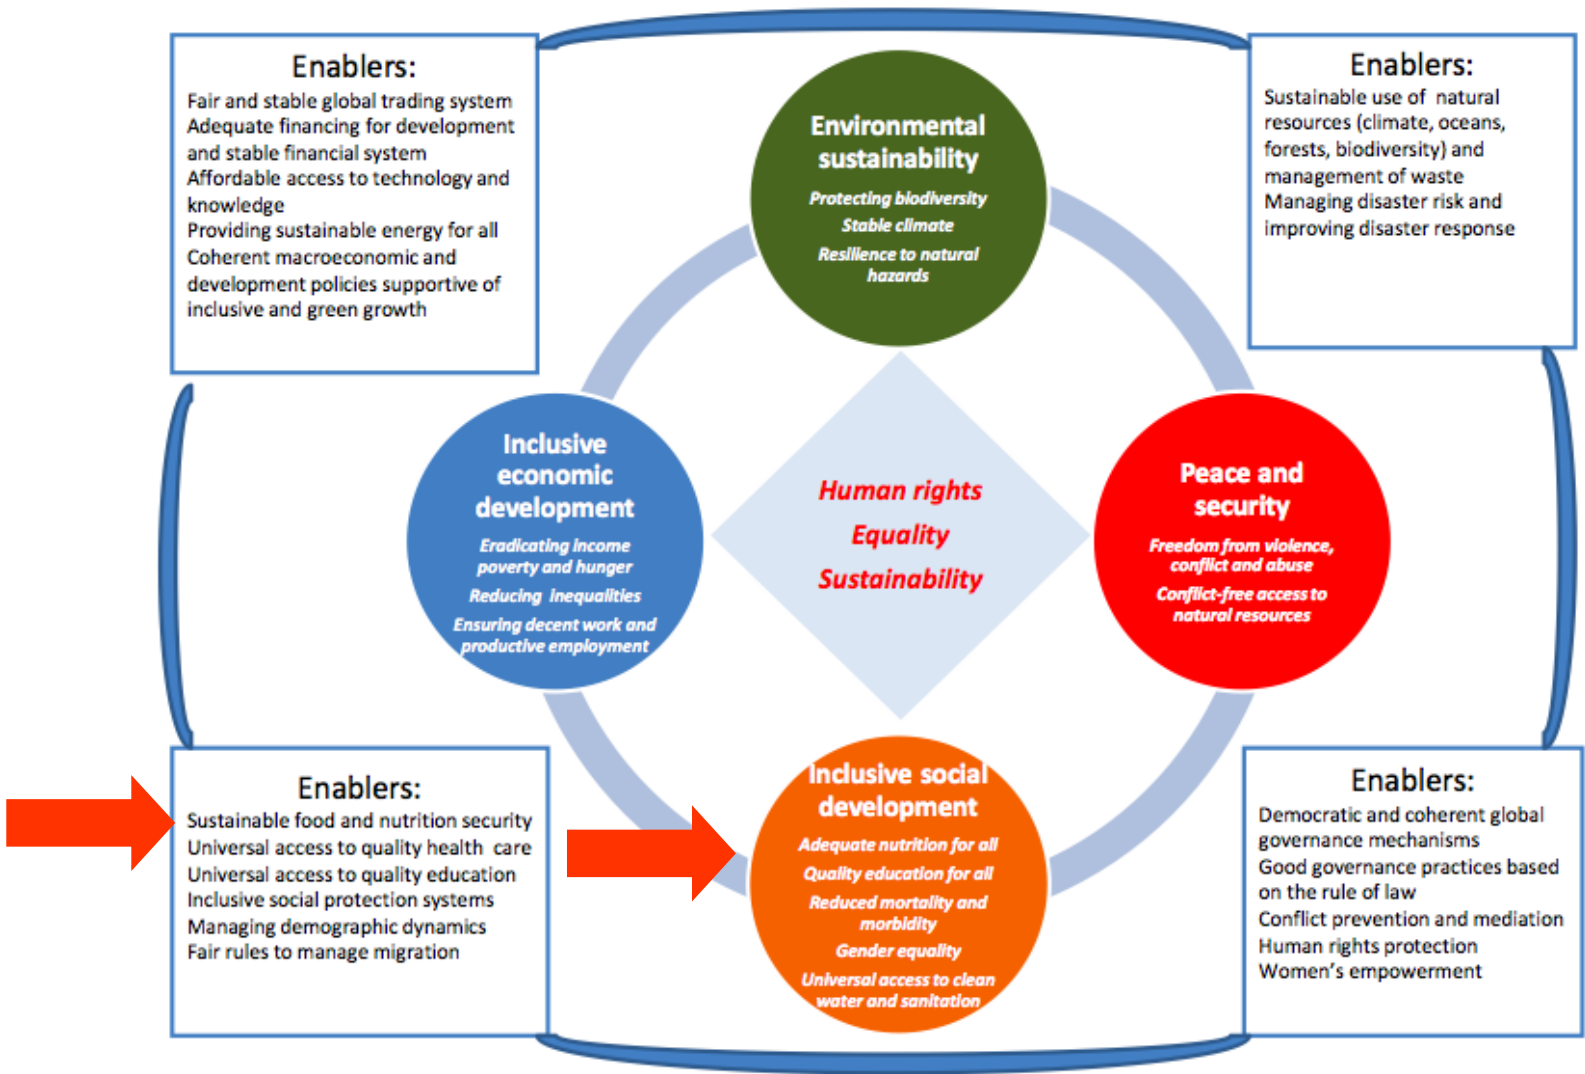 Enablers:
Fair and stable global trading system
Adequate financing for development
and stable financial system
Affordable access to technology and
knowledge
Providing sustainable energy for all
Coherent macroeconomic and
development policies supportive of
inclusive and green growth
Environmental
sustainability
Protecting biodiversity
Stable climate
Resilience to natural
hazards
Enablers:
Sustainable use of natural
resources (climate, oceans,
forests, biodiversity) and
management of waste
Managing disaster risk and
improving disaster response
Inclusive
economic
development
Eradicating income
poverty and hunger
Reducing inequalities
Ensuring decent work and
productive employment
Human rights
Equality
Sustainability
Peace and
security
Freedom from violence,
conflict and abuse
Conflict-free access to
natural resources
Enablers:
Sustainable food and nutrition security
Universal access to quality health care
Universal access to quality education
Inclusive social protection systems
Managing demographic dynamics
Fair rules to manage migration
Inclusive social
development
Adequate nutrition for all
Quality education for all
Reduced mortality and
morbidity
Gender equality
Universal access to clean
water and sanitation
Enablers:
Democratic and coherent global
governance mechanisms
Good governance practices based
on the rule of law
Conflict prevention and mediation
Human rights protection
Women’s empowerment